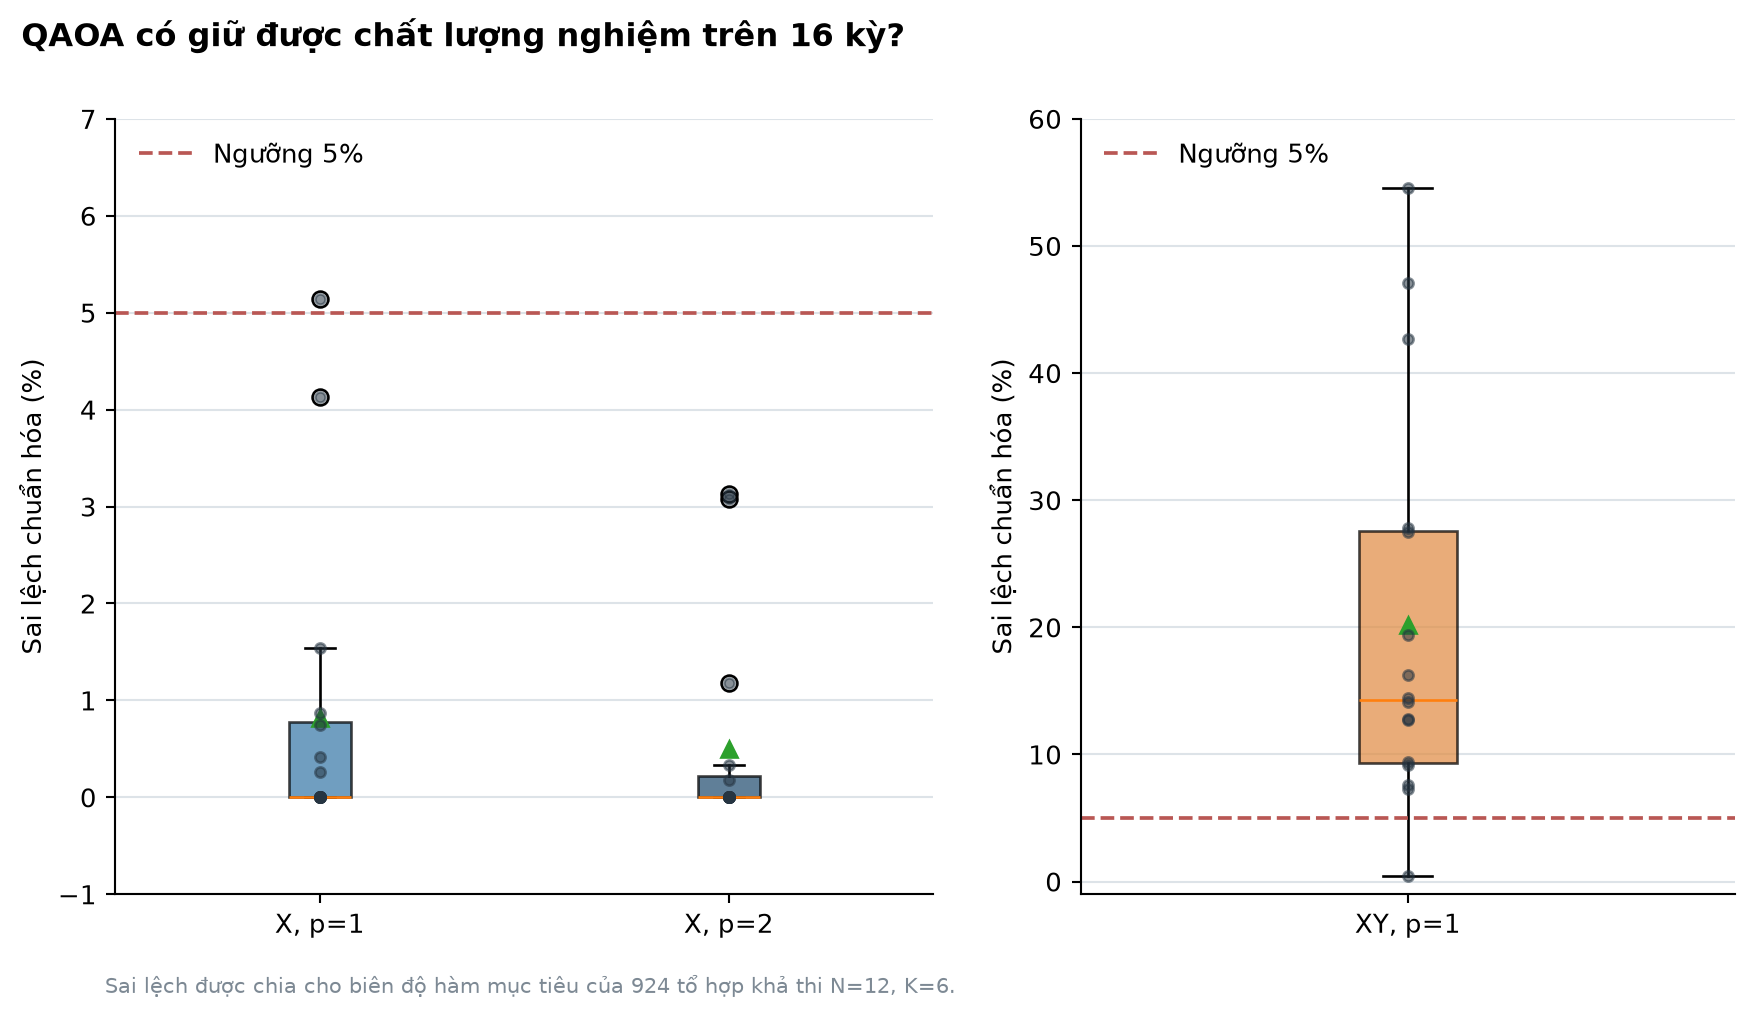 QAOA có giữ được chất lượng nghiệm trên 16 kỳ?
Sai lệch chuẩn hóa (%)
7
6
5
4
3
2
1
0
−1
Ngưỡng 5%
X, p=1
X, p=2
Sai lệch chuẩn hóa (%)
60
50
40
30
20
10
0
Ngưỡng 5%
XY, p=1
Sai lệch được chia cho biên độ hàm mục tiêu của 924 tổ hợp khả thi N=12, K=6.